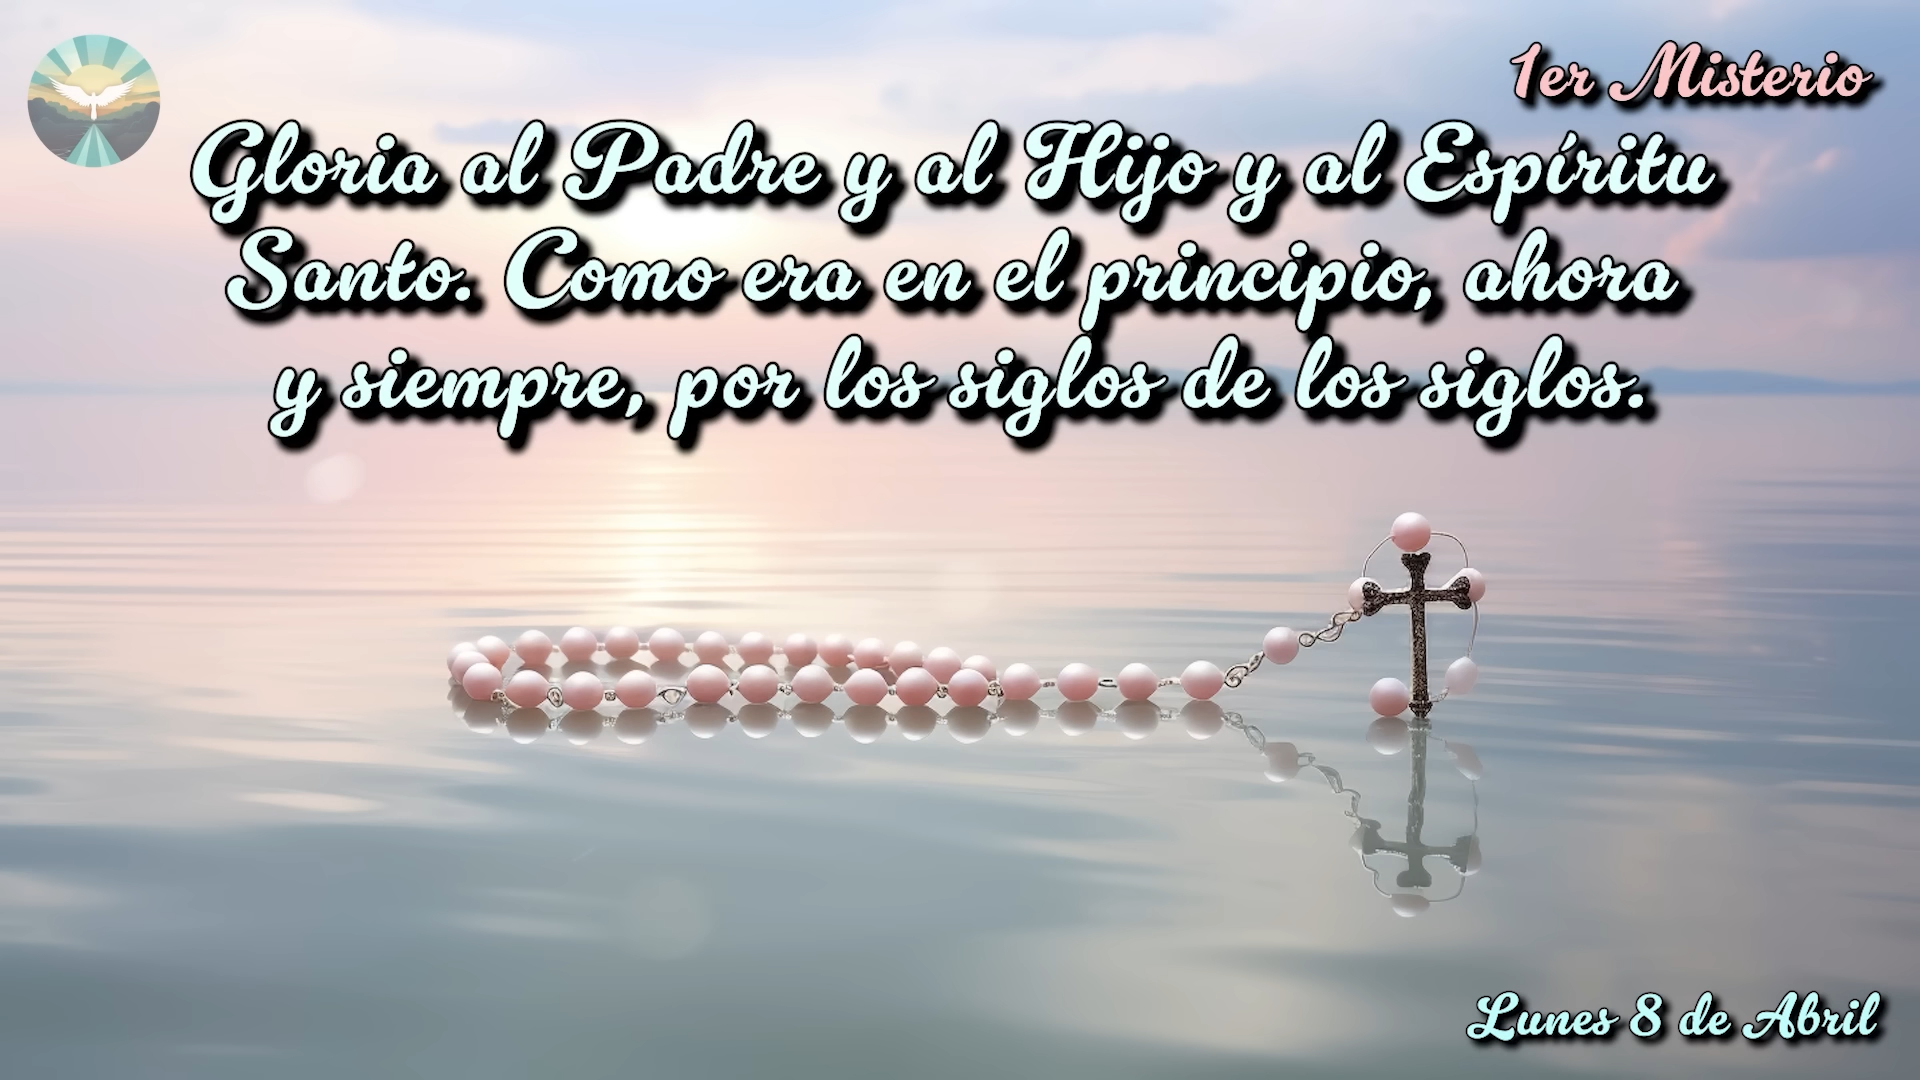 1er Misterio
Gloria al Padre y al Hijo y al Espíritu
Santo. Como era en el principio, ahora
y siempre, por los siglos de los siglos.
Lunes 8 de Abril